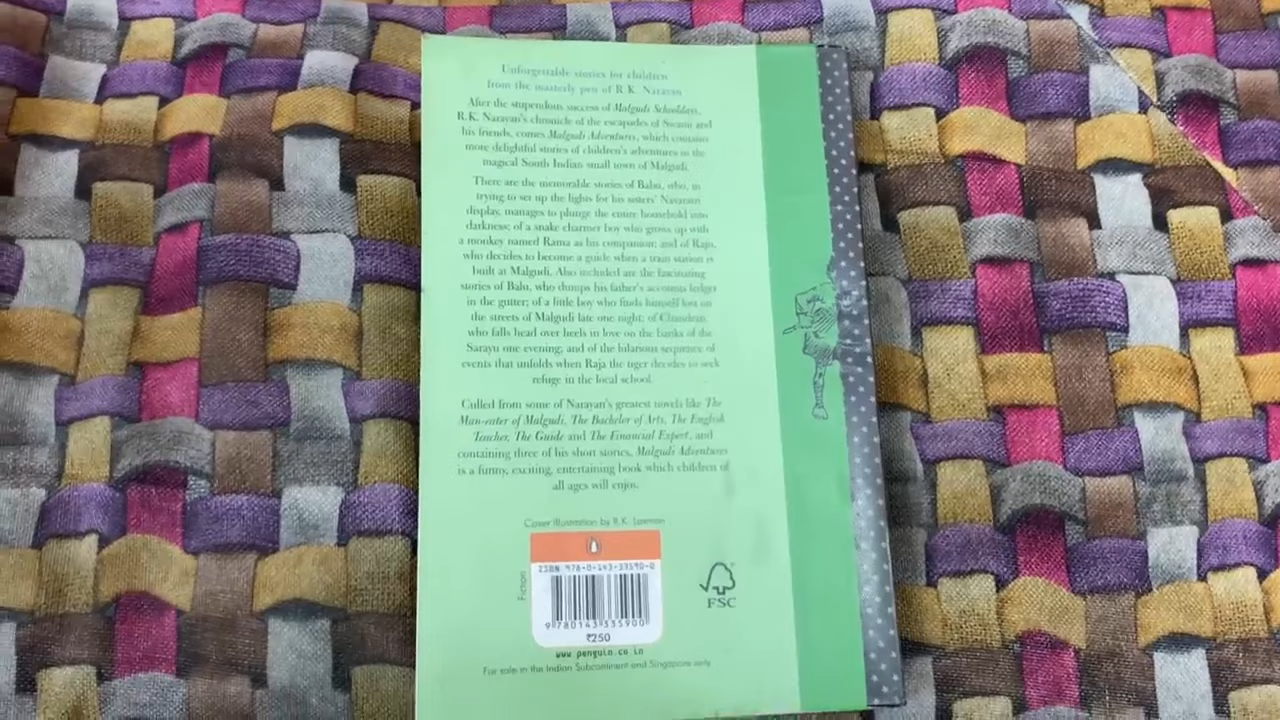 Unforgettable stories for children
from the masterly pen of R.K. Narayan
After the stupendous success of Malgudi Schooldays,
R.K. Narayan's chronicle of the escapades of Swami and
his friends, comes Malgudi Adventures, which contains
more delightful stories of children's adventures in the
magical South Indian small town of Malgudi.
There are the memorable stories of Babu, who, in
trying to set up the lights for his sisters' Navaratri
display, manages to plunge the entire household into
darkness; of a snake charmer boy who grows up with
a monkey named Rama as his companion; and of Raju,
who decides to become a guide when a train station is
built at Malgudi. Also included are the fascinating
stories of Balu, who dumps his father's accounts ledger
in the gutter; of a little boy who finds himself lost on
the streets of Malgudi late one night; of Chandran
who falls head over heels in love on the banks of the
Sarayu one evening; and of the hilarious sequence of
events that unfolds when Raja the tiger decides to seek
refuge in the local school.
Culled from some of Narayan's greatest novels like The
Man-eater of Malgudi, The Bachelor of Arts, The English
Teacher, The Guide and The Financial Expert, and
containing three of his short stories, Malgudi Adventures
is a funny, exciting, entertaining book which children of
all ages will enjoy.
Cover illustration by R.K. Laxman
Fiction
ISBN 978-0-143-33590-0
9 780143 335900
₹250
FSC
www.penguin.co.in
For sale in the Indian Subcontinent and Singapore only